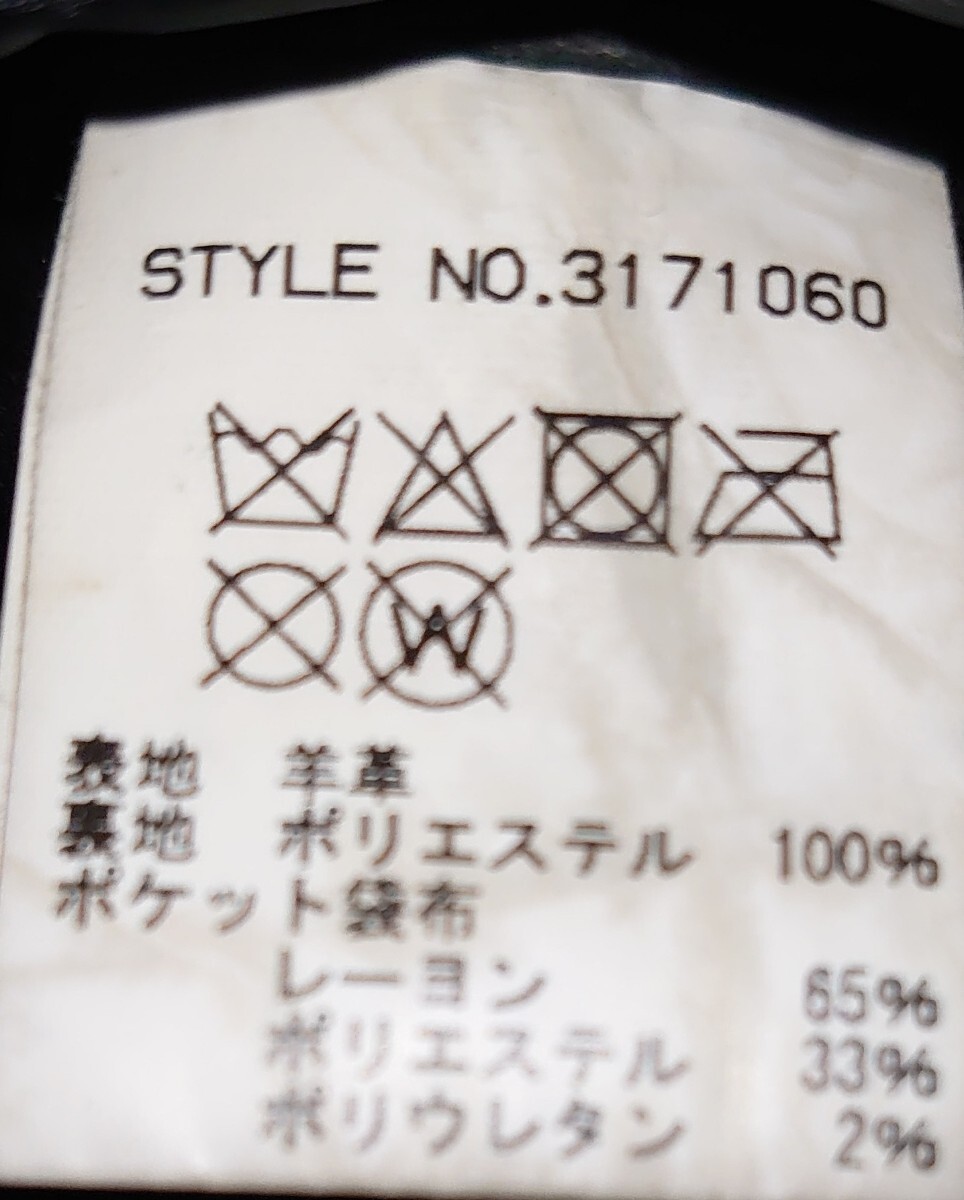 STYLE NO.3171060
W
表地 羊革
裏地 ポリエステル 100%
ポケット袋布
レーヨン 65%
ポリエステル 33%
ポリウレタン 2%